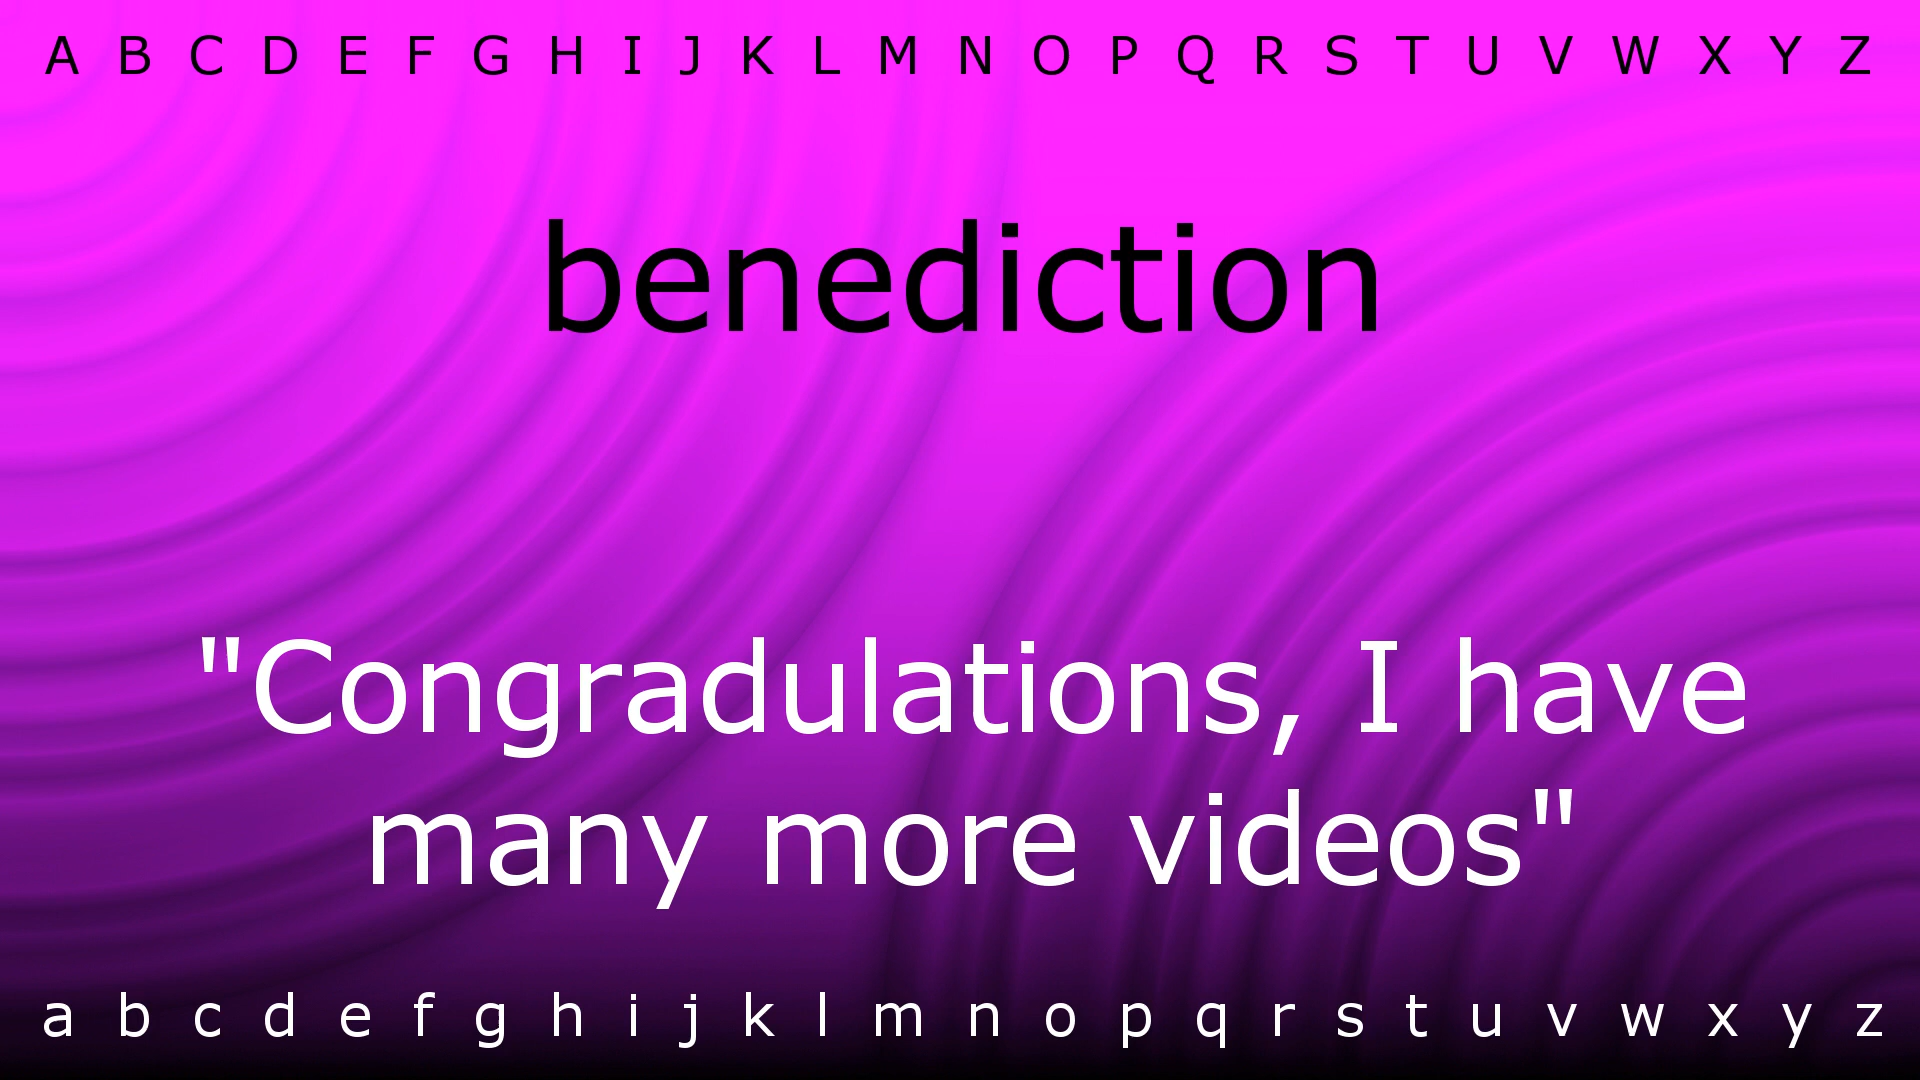 A B C D E F G H I J K L M N O P Q R S T U V W X Y Z
benediction
"Congradulations, I have
many more videos"
a b c d e f g h i j k l m n o p q r s t u v w x y z